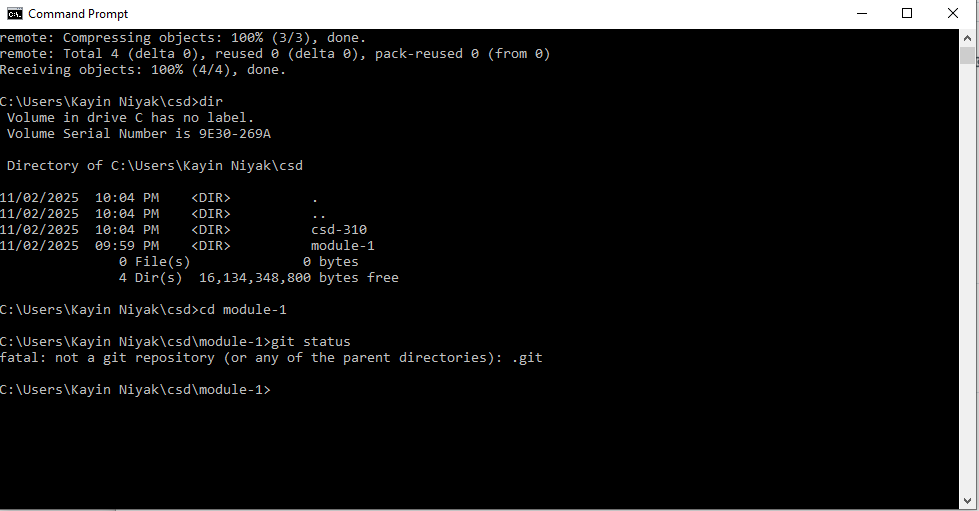 Command Prompt
remote: Compressing objects: 100% (3/3), done.
remote: Total 4 (delta 0), reused 0 (delta 0), pack-reused 0 (from 0)
Receiving objects: 100% (4/4), done.
C:\Users\Kayin Niyak\csd>dir
 Volume in drive C has no label.
 Volume Serial Number is 9E30-269A
 Directory of C:\Users\Kayin Niyak\csd
11/02/2025  10:04 PM    <DIR>          .
11/02/2025  10:04 PM    <DIR>          ..
11/02/2025  10:04 PM    <DIR>          csd-310
11/02/2025  09:59 PM    <DIR>          module-1
               0 File(s)              0 bytes
               4 Dir(s)  16,134,348,800 bytes free
C:\Users\Kayin Niyak\csd>cd module-1
C:\Users\Kayin Niyak\csd\module-1>git status
fatal: not a git repository (or any of the parent directories): .git
C:\Users\Kayin Niyak\csd\module-1>